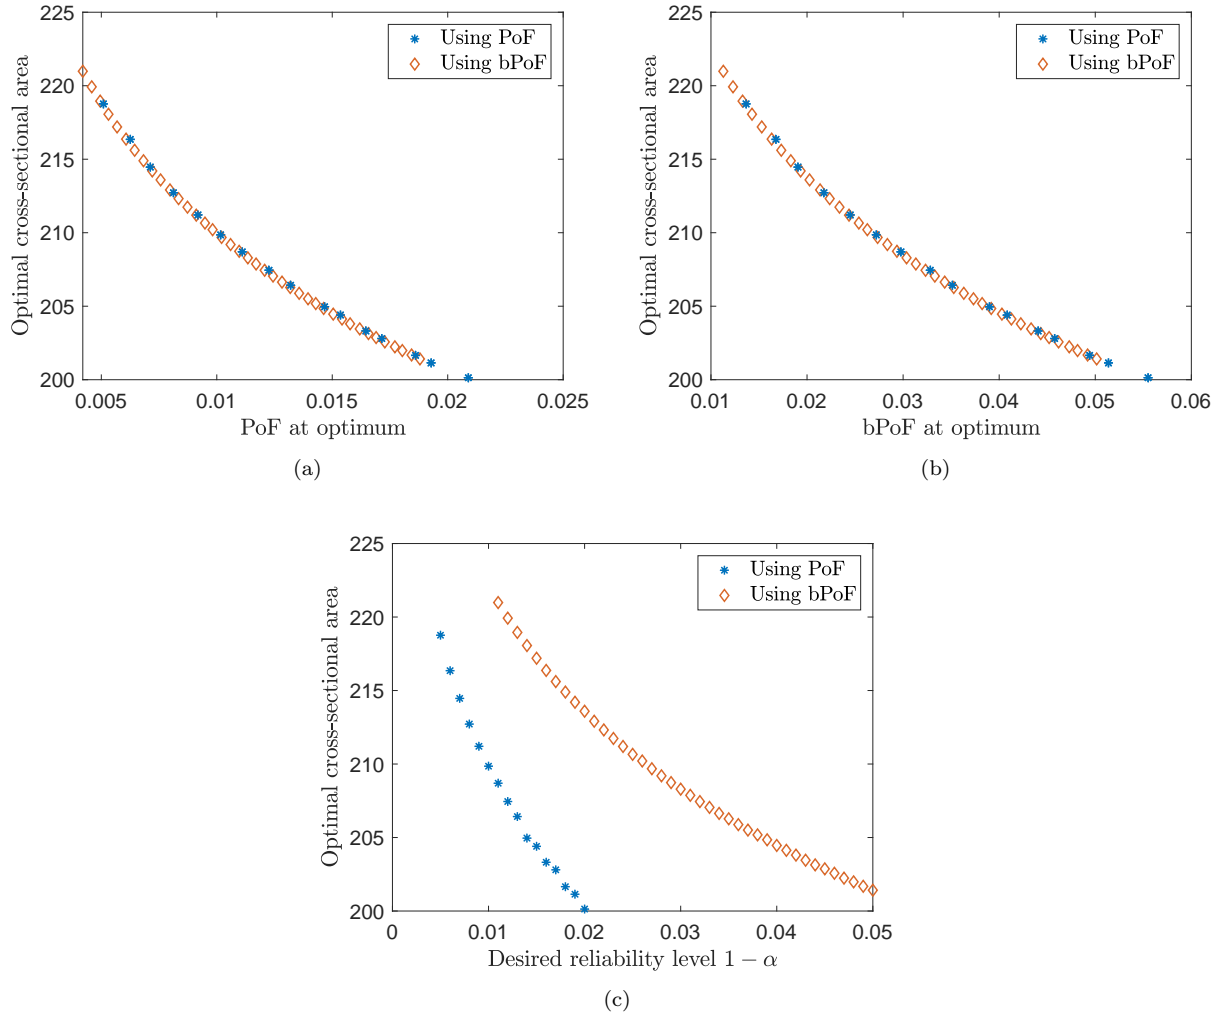 225
220
215
210
205
200
Optimal cross-sectional area
Using PoF
Using bPoF
0.005 0.01 0.015 0.02 0.025
PoF at optimum
(a)
225
220
215
210
205
200
Optimal cross-sectional area
Using PoF
Using bPoF
0.01 0.02 0.03 0.04 0.05 0.06
bPoF at optimum
(b)
225
220
215
210
205
200
Optimal cross-sectional area
Using PoF
Using bPoF
0 0.01 0.02 0.03 0.04 0.05
Desired reliability level 1 − α
(c)